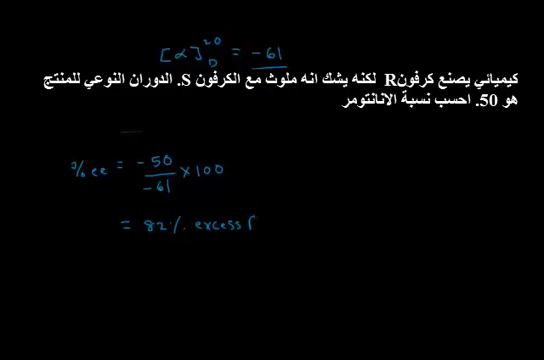 [α]²⁰D = -61
كيميائي يصنع كرفونR لكنه يشك انه ملوث مع الكرفون S. الدوران النوعي للمنتج
هو 50. احسب نسبة الانانتومر
%ee = -50/-61 x 100
= 82% excess r